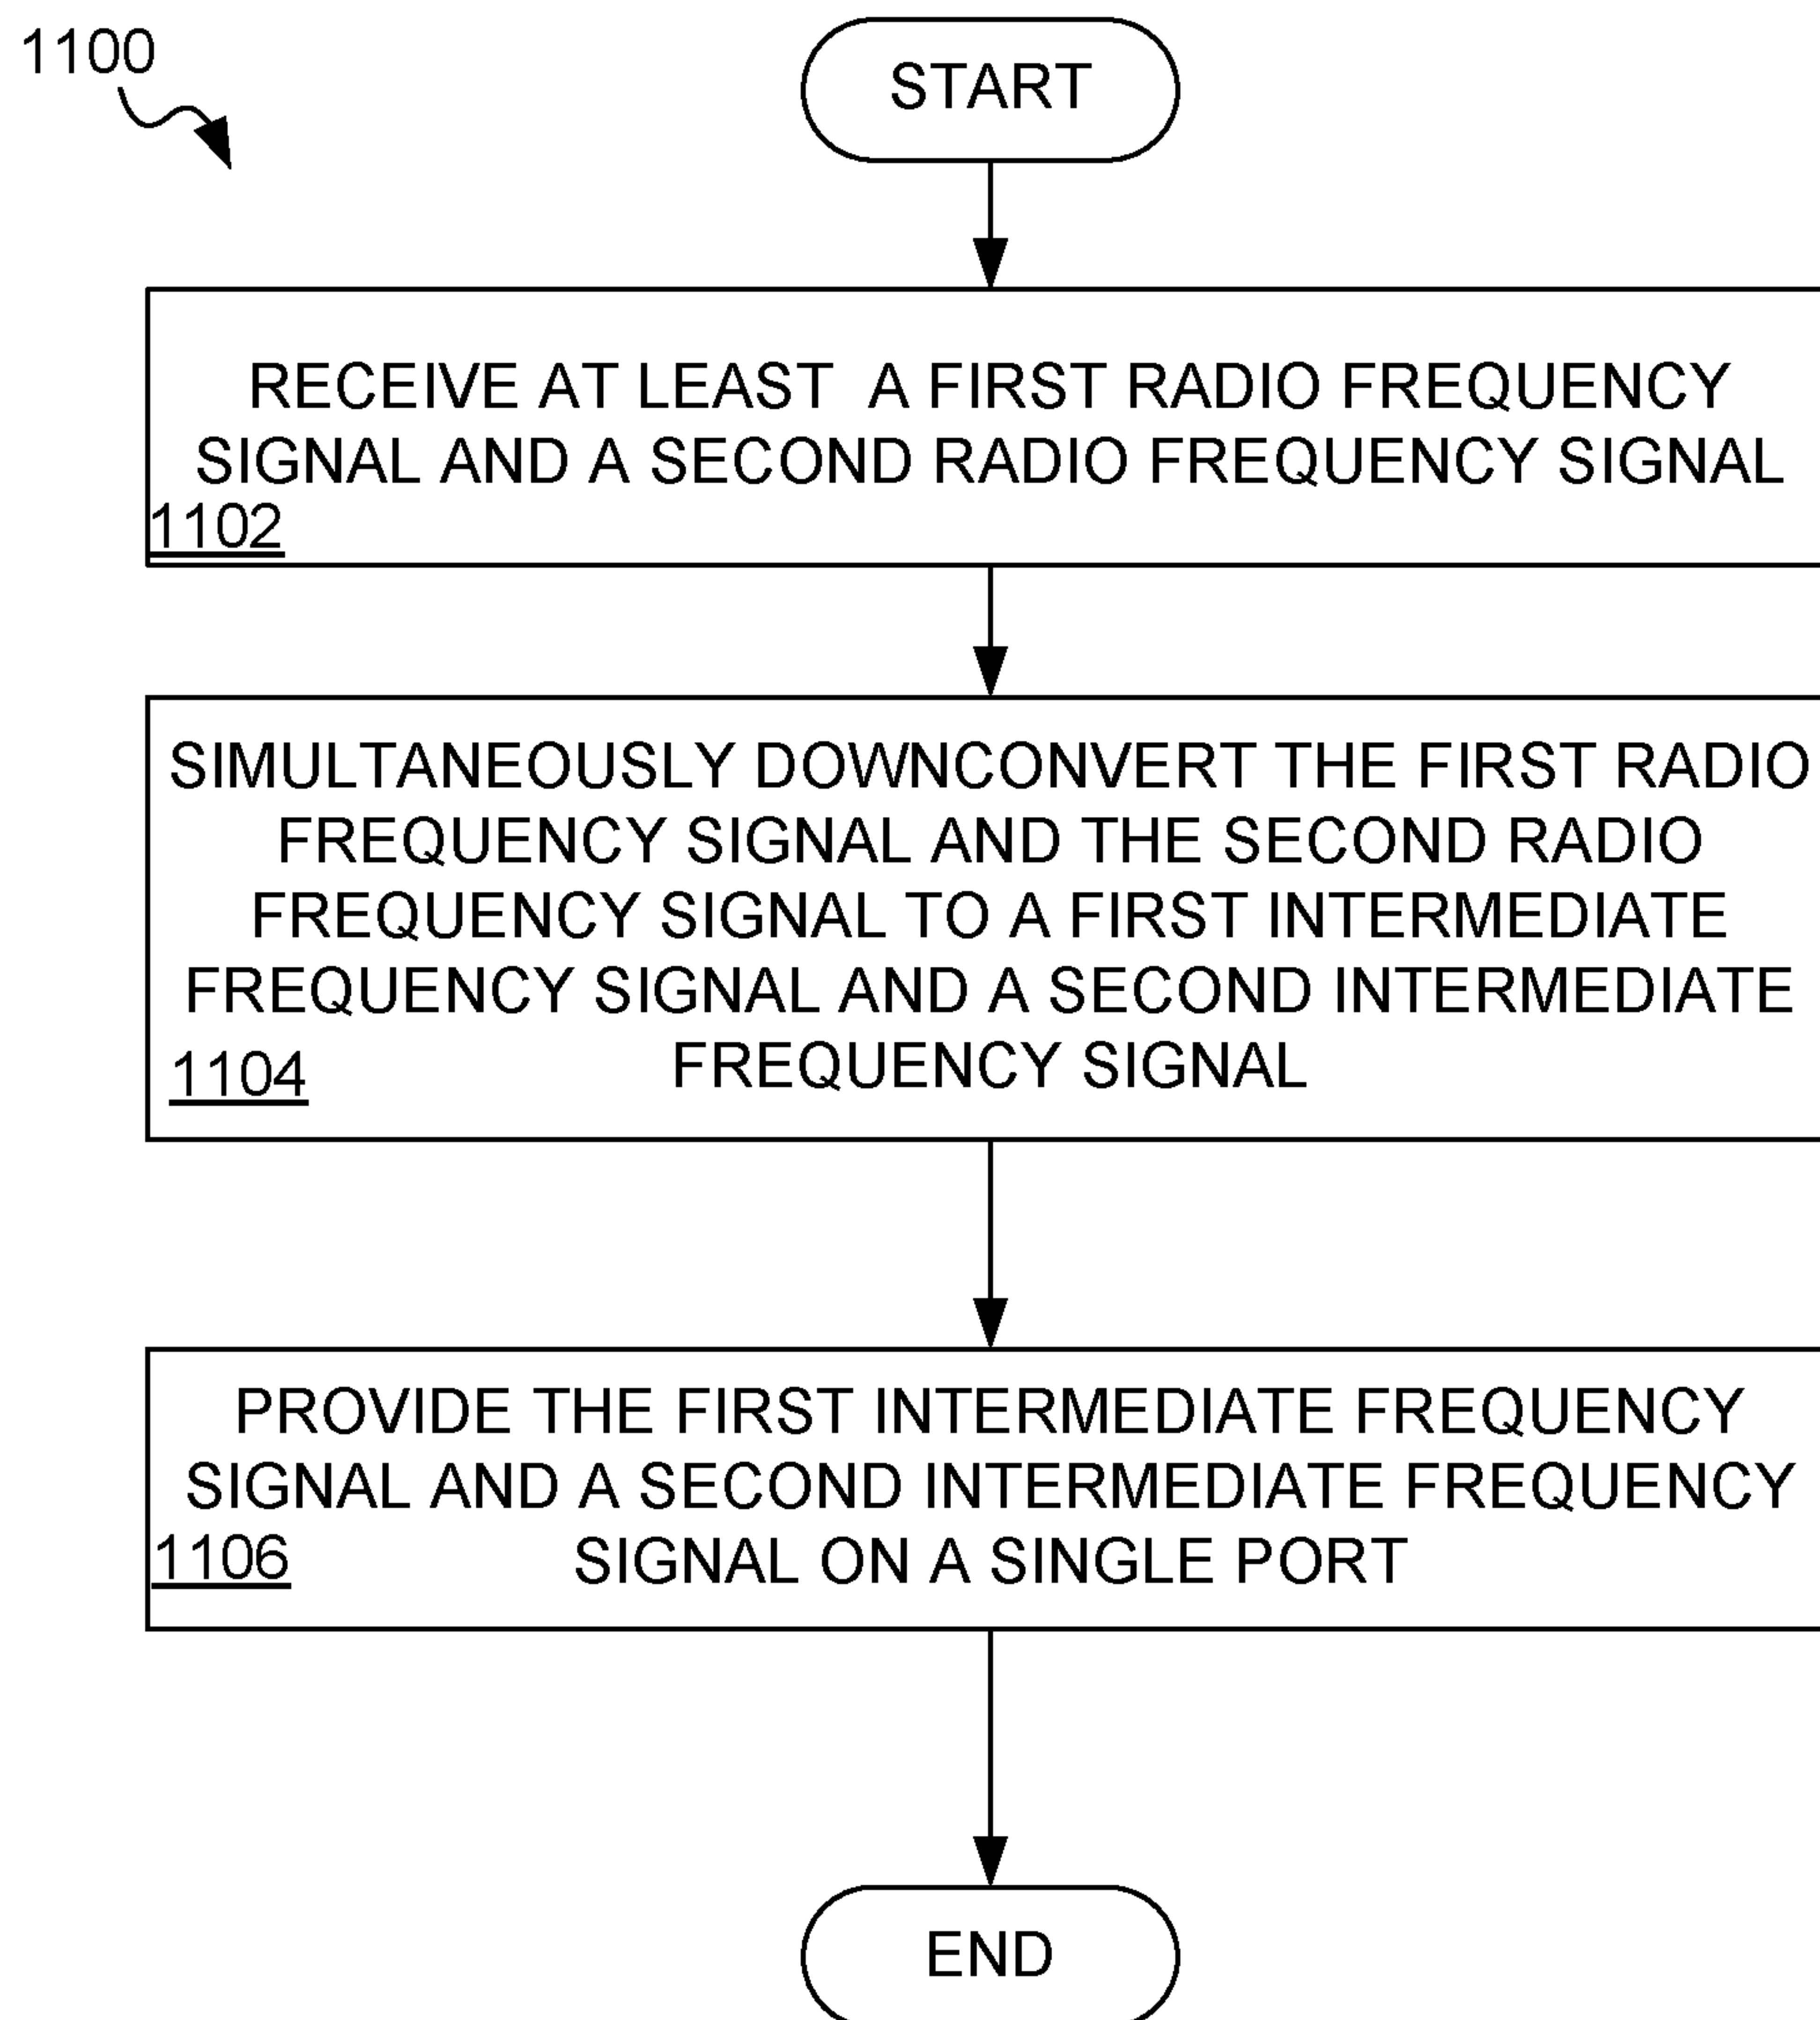 1100
START
RECEIVE AT LEAST A FIRST RADIO FREQUENCY
SIGNAL AND A SECOND RADIO FREQUENCY SIGNAL
1102
SIMULTANEOUSLY DOWNCONVERT THE FIRST RADIO
FREQUENCY SIGNAL AND THE SECOND RADIO
FREQUENCY SIGNAL TO A FIRST INTERMEDIATE
FREQUENCY SIGNAL AND A SECOND INTERMEDIATE
FREQUENCY SIGNAL
1104
PROVIDE THE FIRST INTERMEDIATE FREQUENCY
SIGNAL AND A SECOND INTERMEDIATE FREQUENCY
SIGNAL ON A SINGLE PORT
1106
END